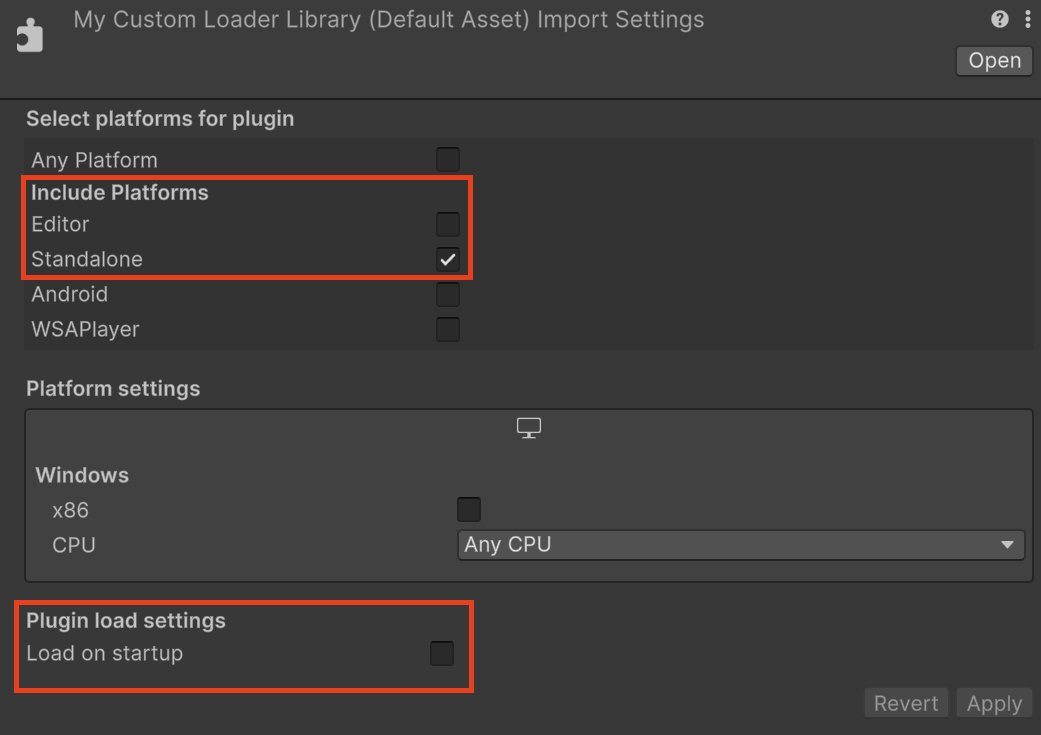 My Custom Loader Library (Default Asset) Import Settings
Open
Select platforms for plugin
Any Platform
Include Platforms
Editor
Standalone
Android
WSAPlayer
Platform settings
Windows
x86
CPU Any CPU
Plugin load settings
Load on startup
Revert Apply